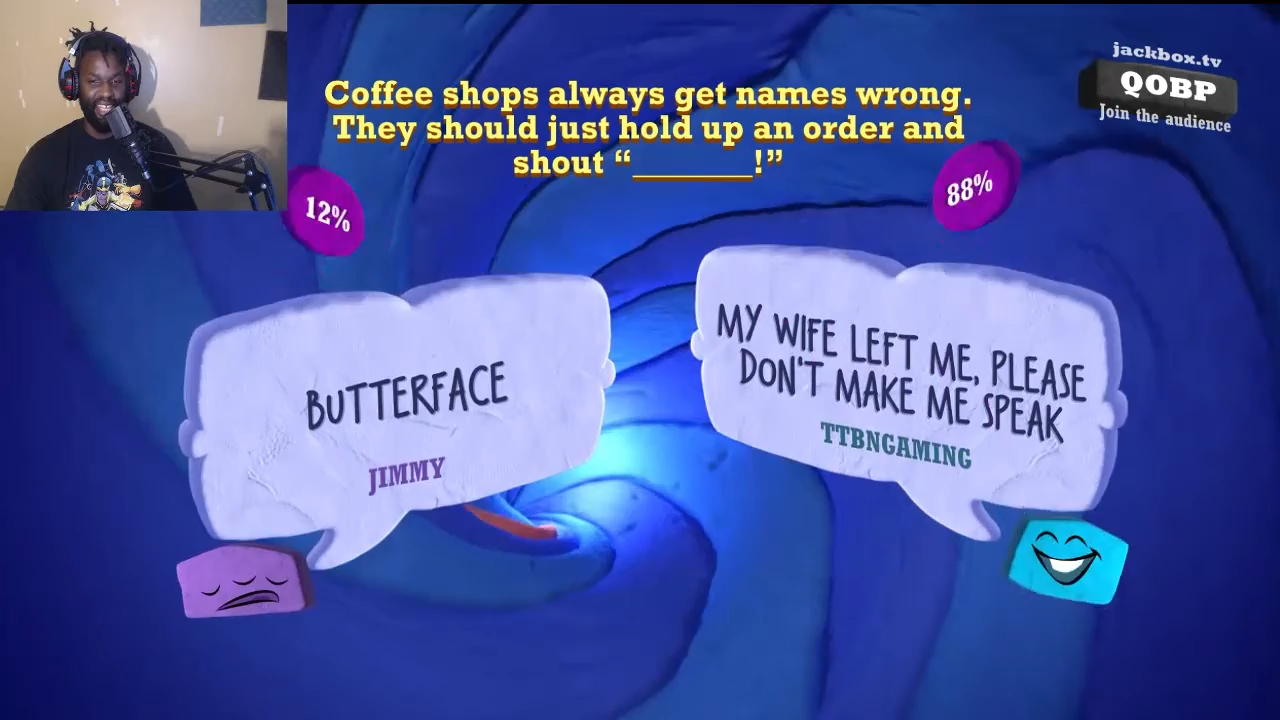 jackbox.tv
QOBP
Join the audience
Coffee shops always get names wrong.
They should just hold up an order and
shout “_______!”
12%
88%
BUTTERFACE
JIMMY
MY WIFE LEFT ME, PLEASE
DON'T MAKE ME SPEAK
TTBNGAMING